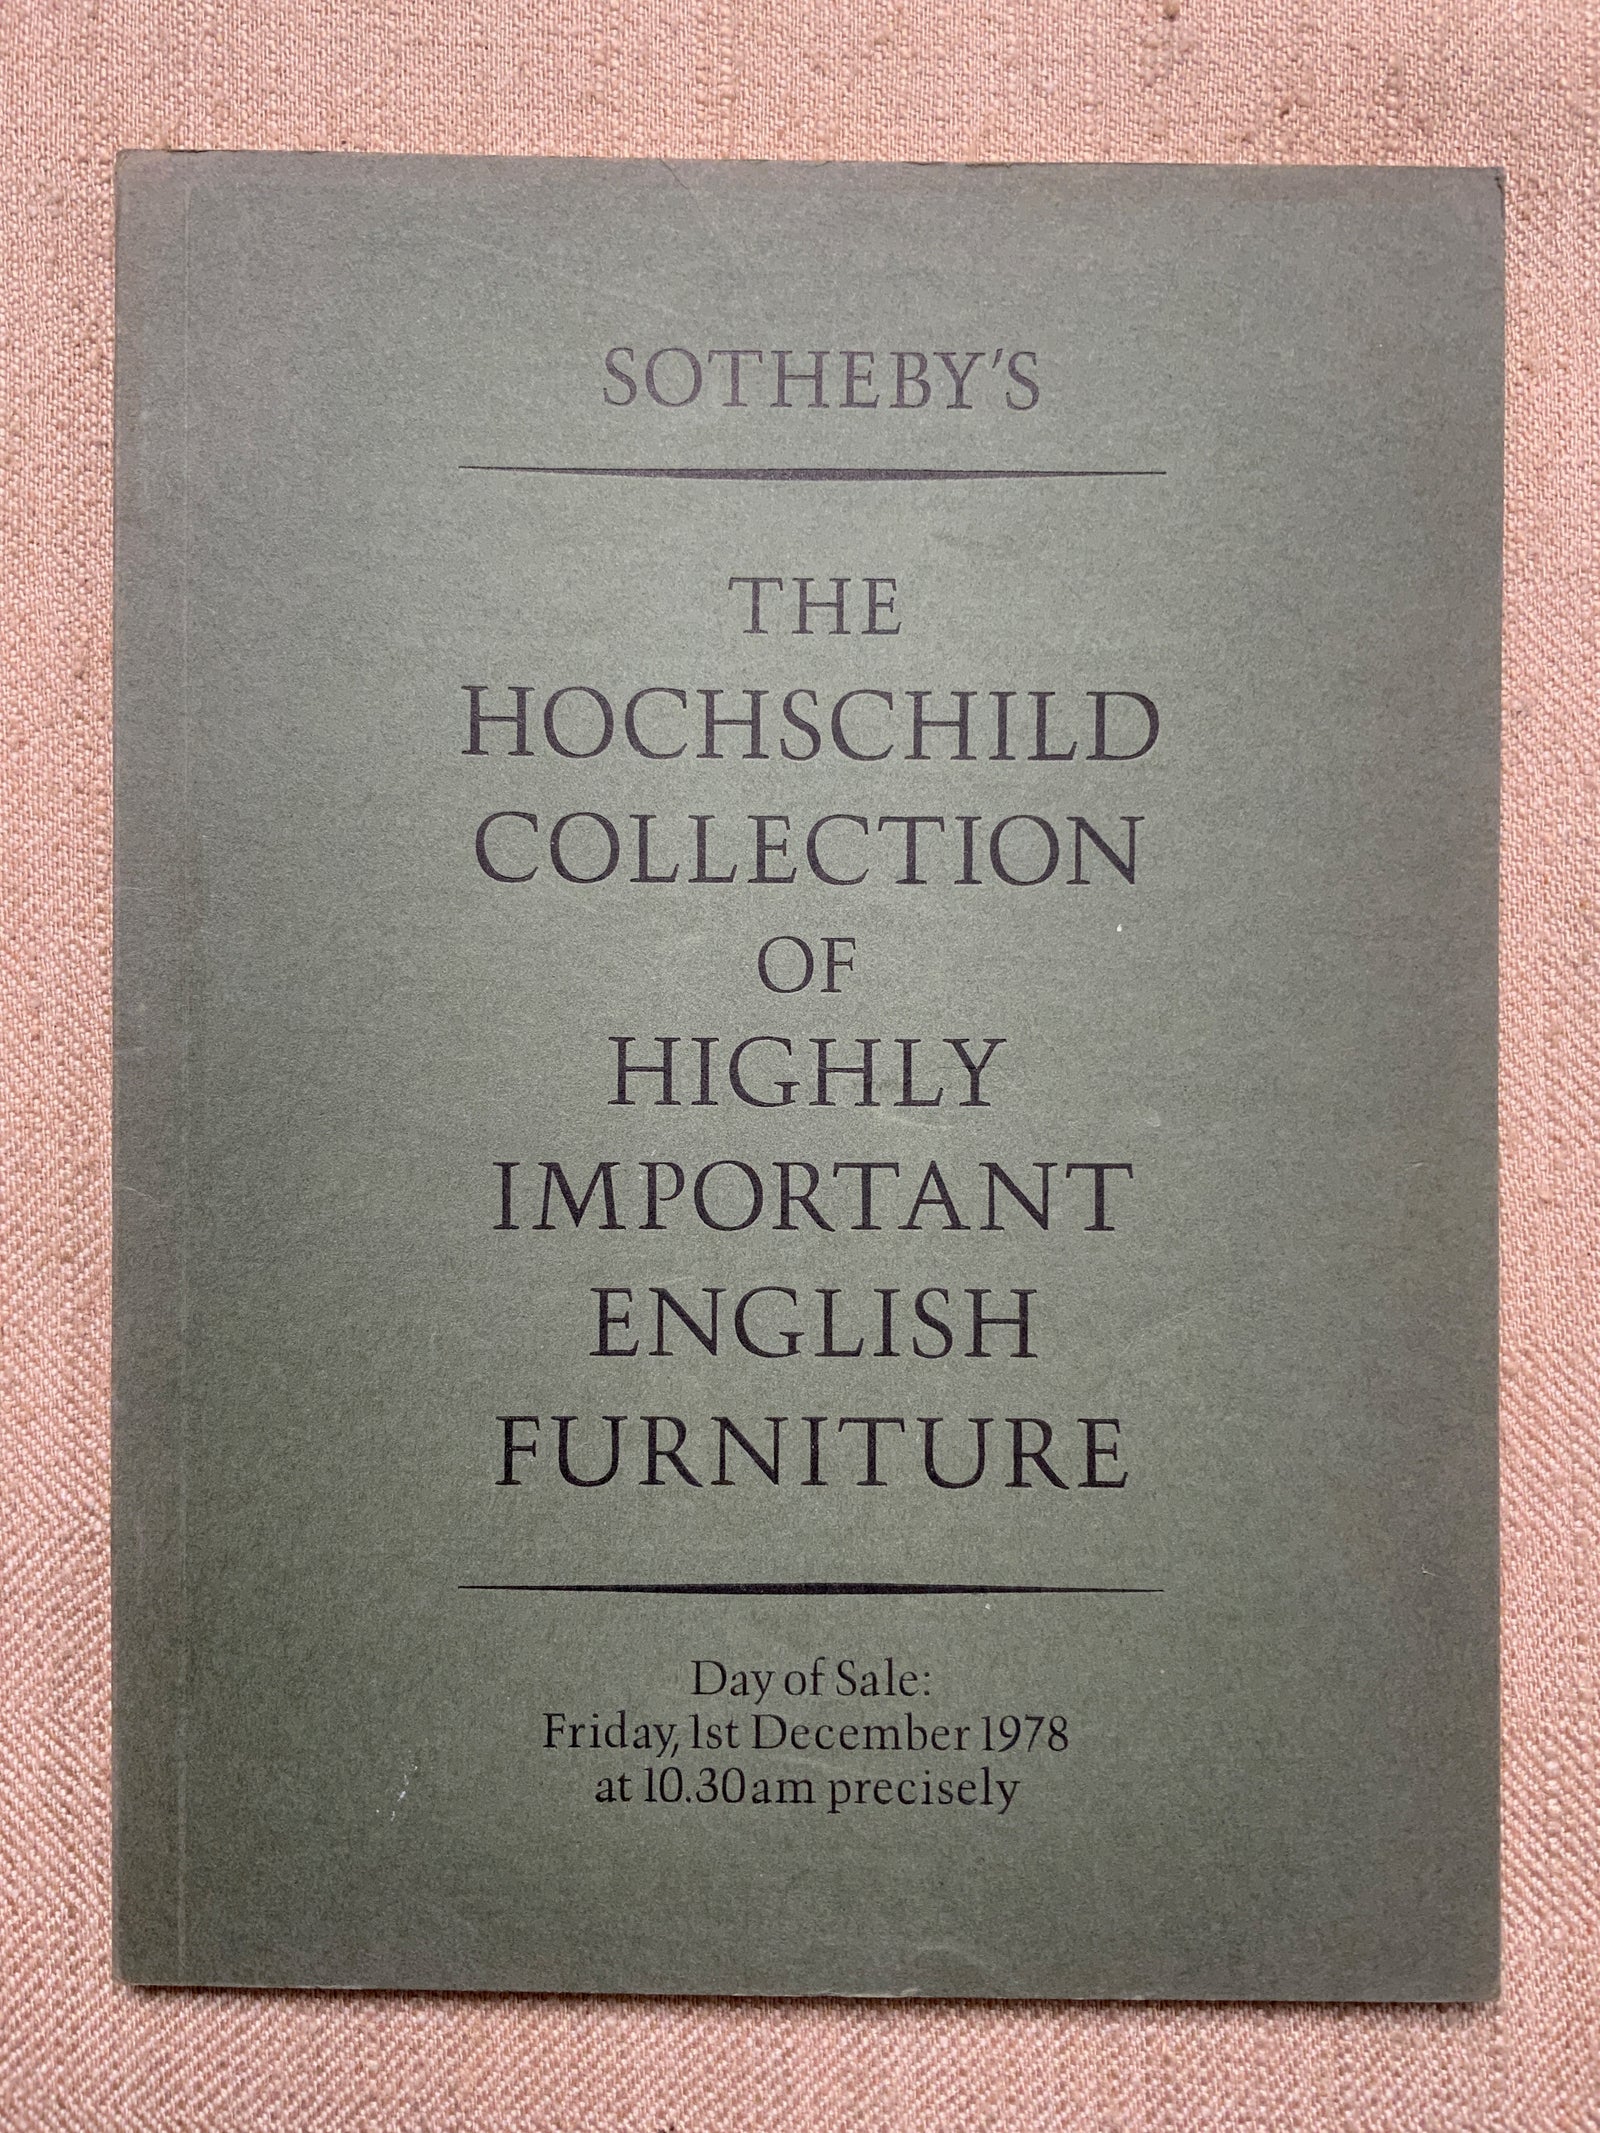 SOTHEBY'S
THE
HOCHSCHILD
COLLECTION
OF
HIGHLY
IMPORTANT
ENGLISH
FURNITURE
Day of Sale:
Friday, 1st December 1978
at 10.30am precisely